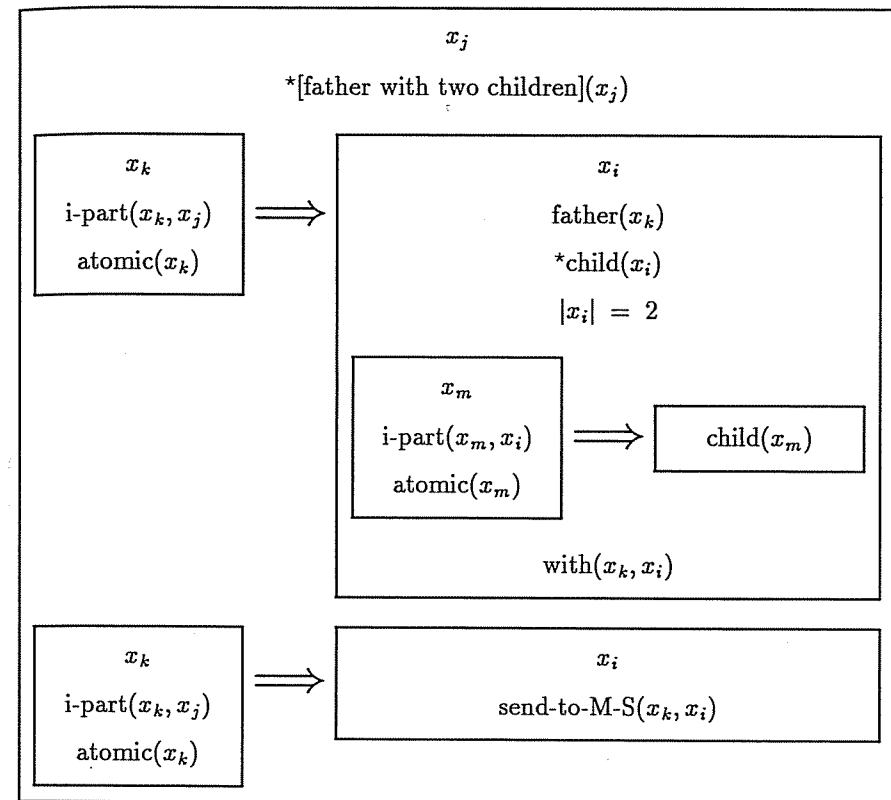 x_j
*[father with two children](x_j)
x_k
i-part(x_k, x_j)
atomic(x_k)
⟹
x_i
father(x_k)
*child(x_i)
|x_i| = 2
x_m
i-part(x_m, x_i)
atomic(x_m)
⟹
child(x_m)
with(x_k, x_i)
x_k
i-part(x_k, x_j)
atomic(x_k)
⟹
x_i
send-to-M-S(x_k, x_i)